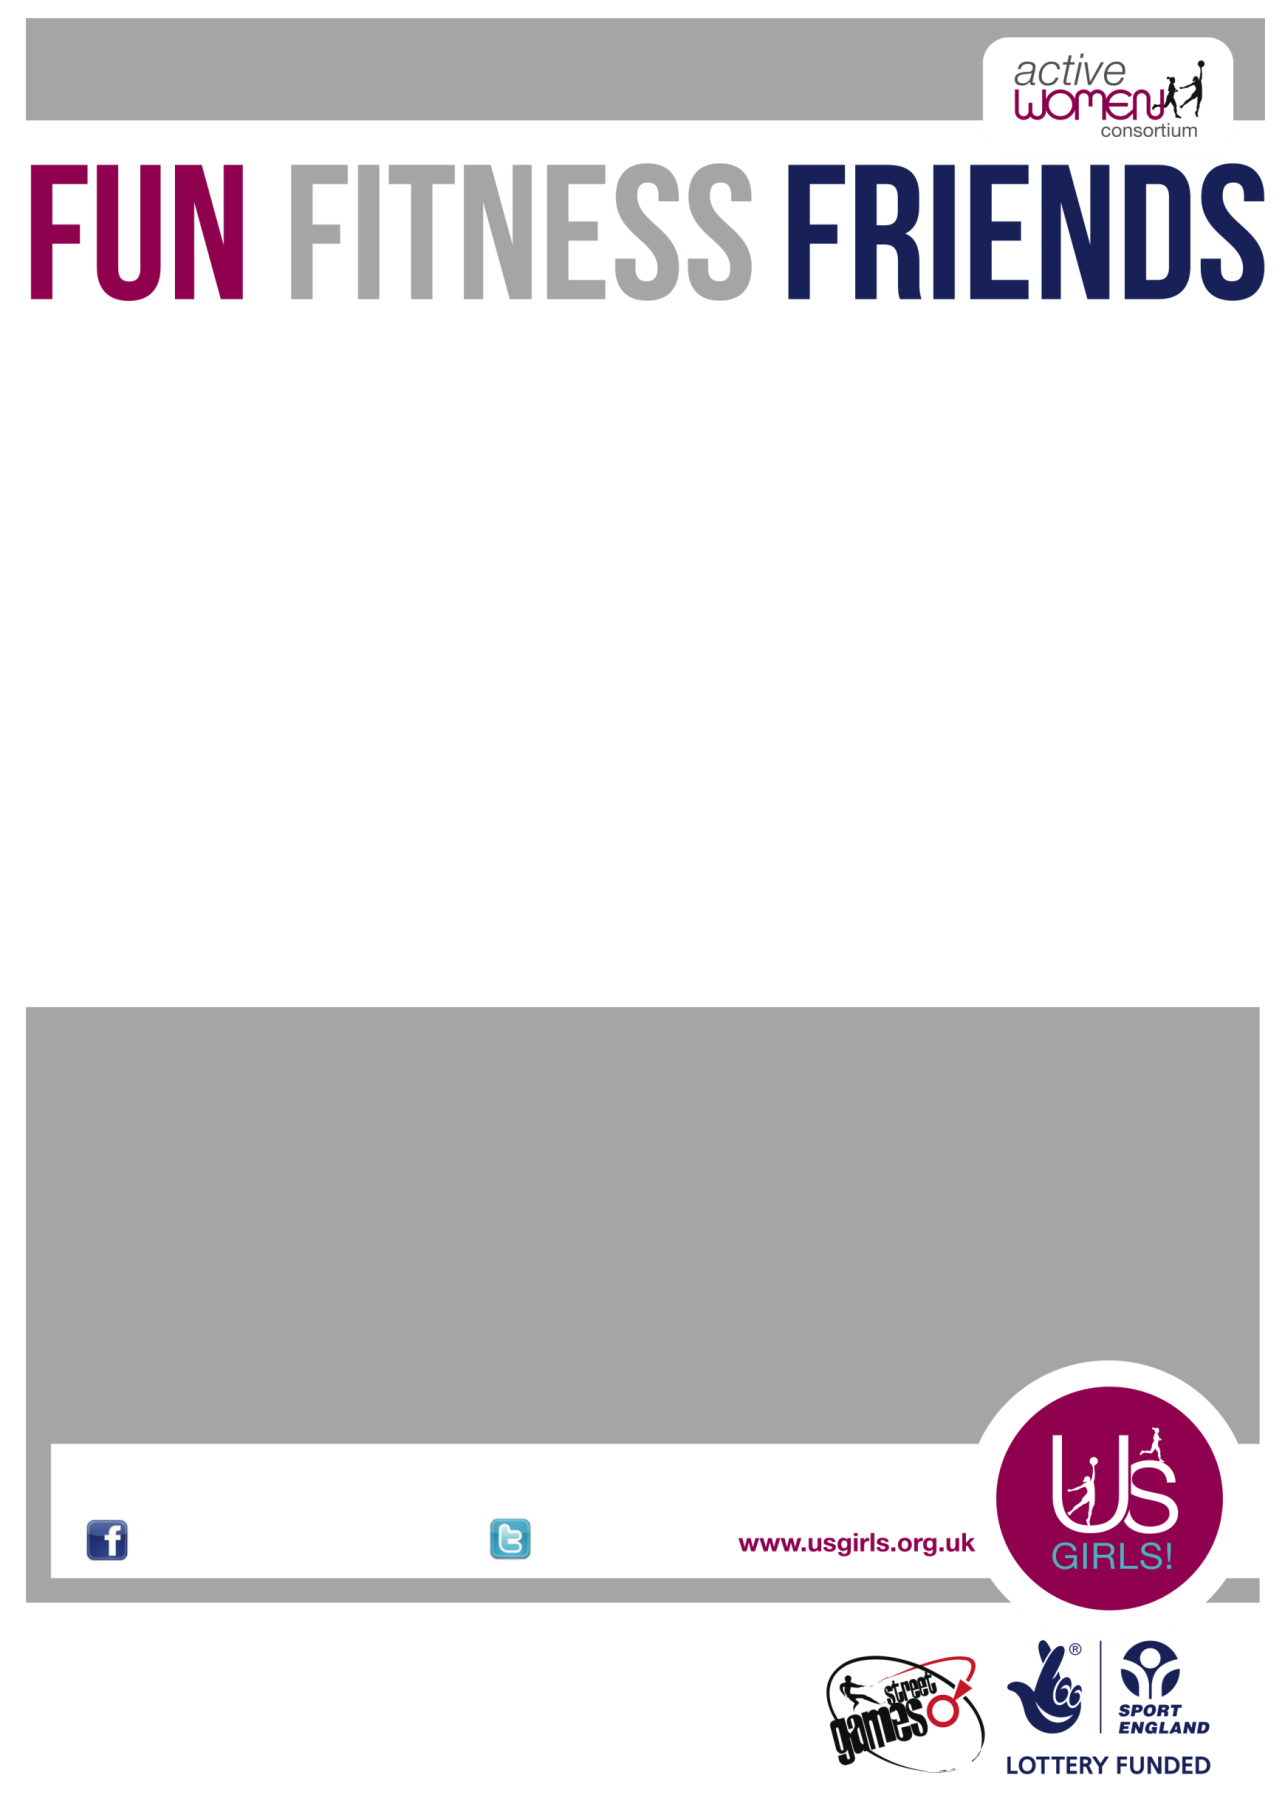 active
women
consortium
FUN FITNESS FRIENDS
www.usgirls.org.uk
Us
GIRLS!
street
games
®
SPORT
ENGLAND
LOTTERY FUNDED